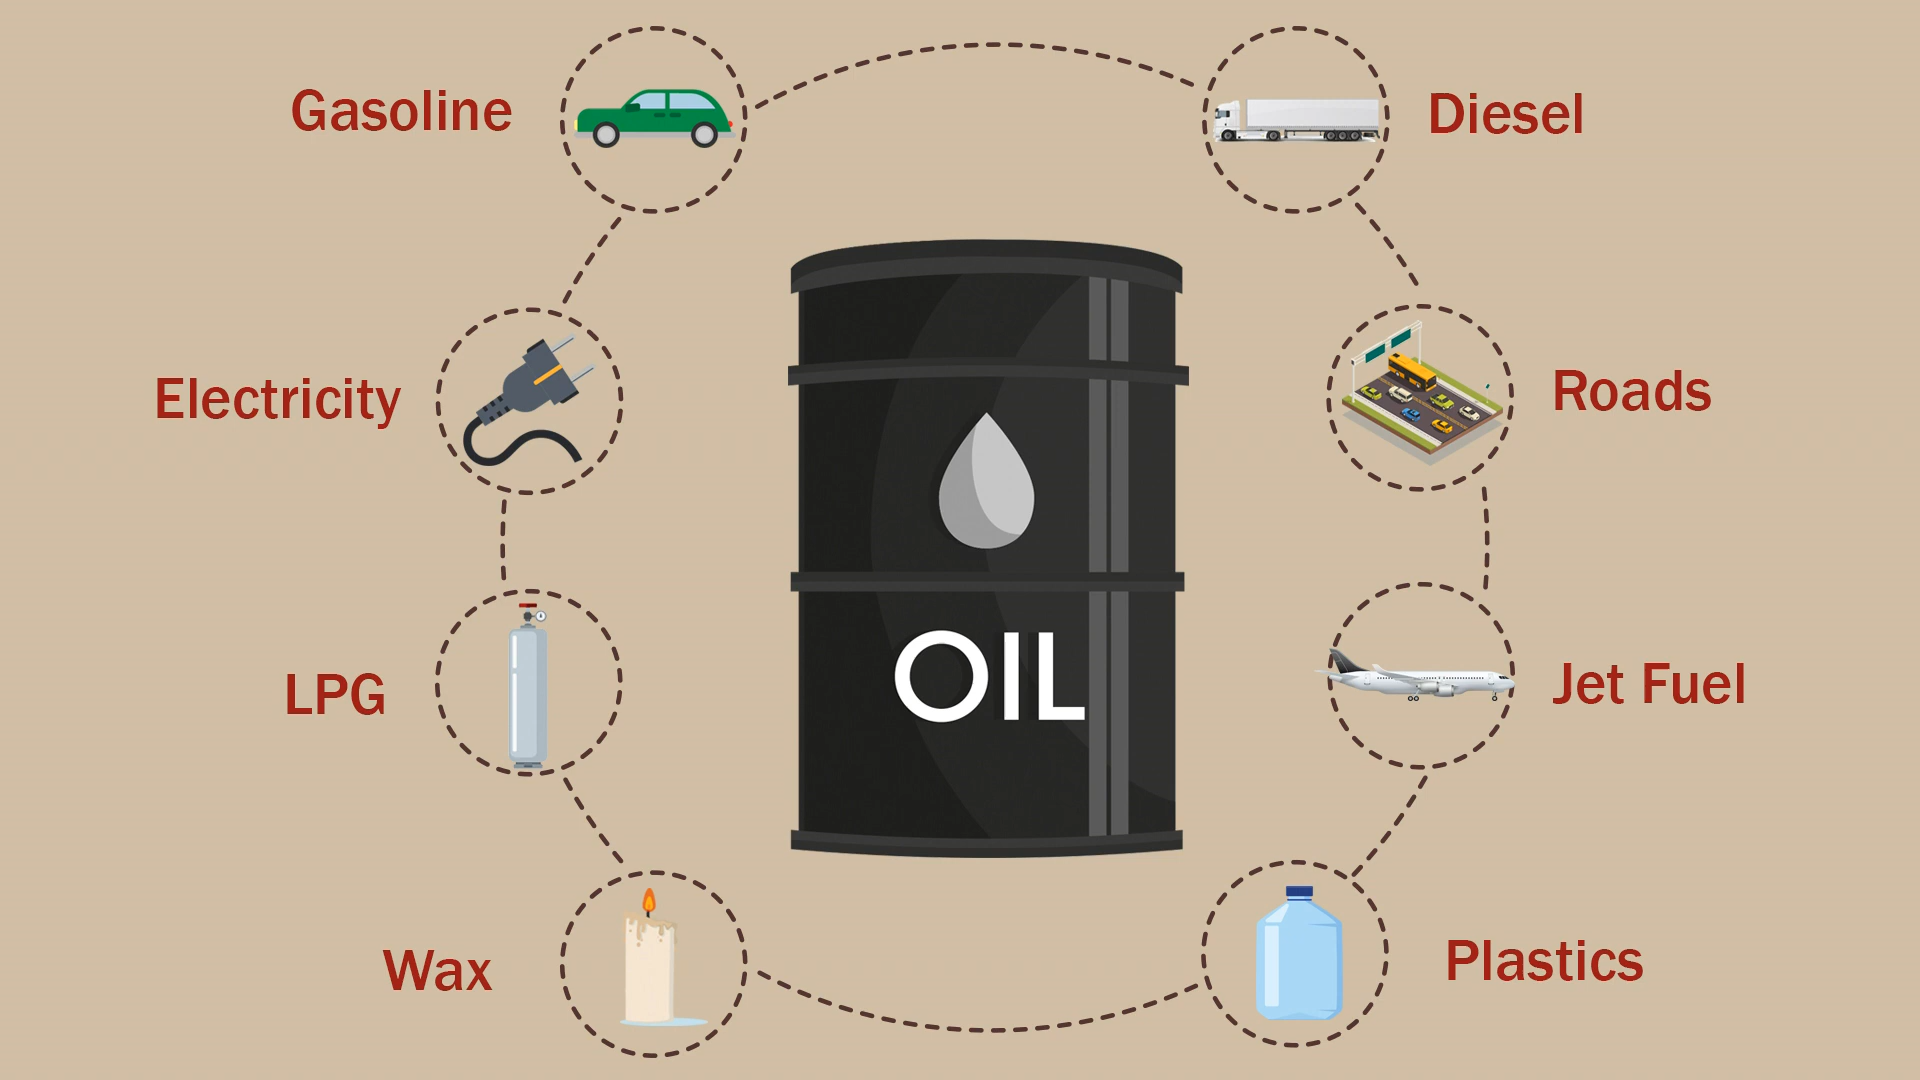 Gasoline
Diesel
Electricity
Roads
OIL
LPG
Jet Fuel
Wax
Plastics